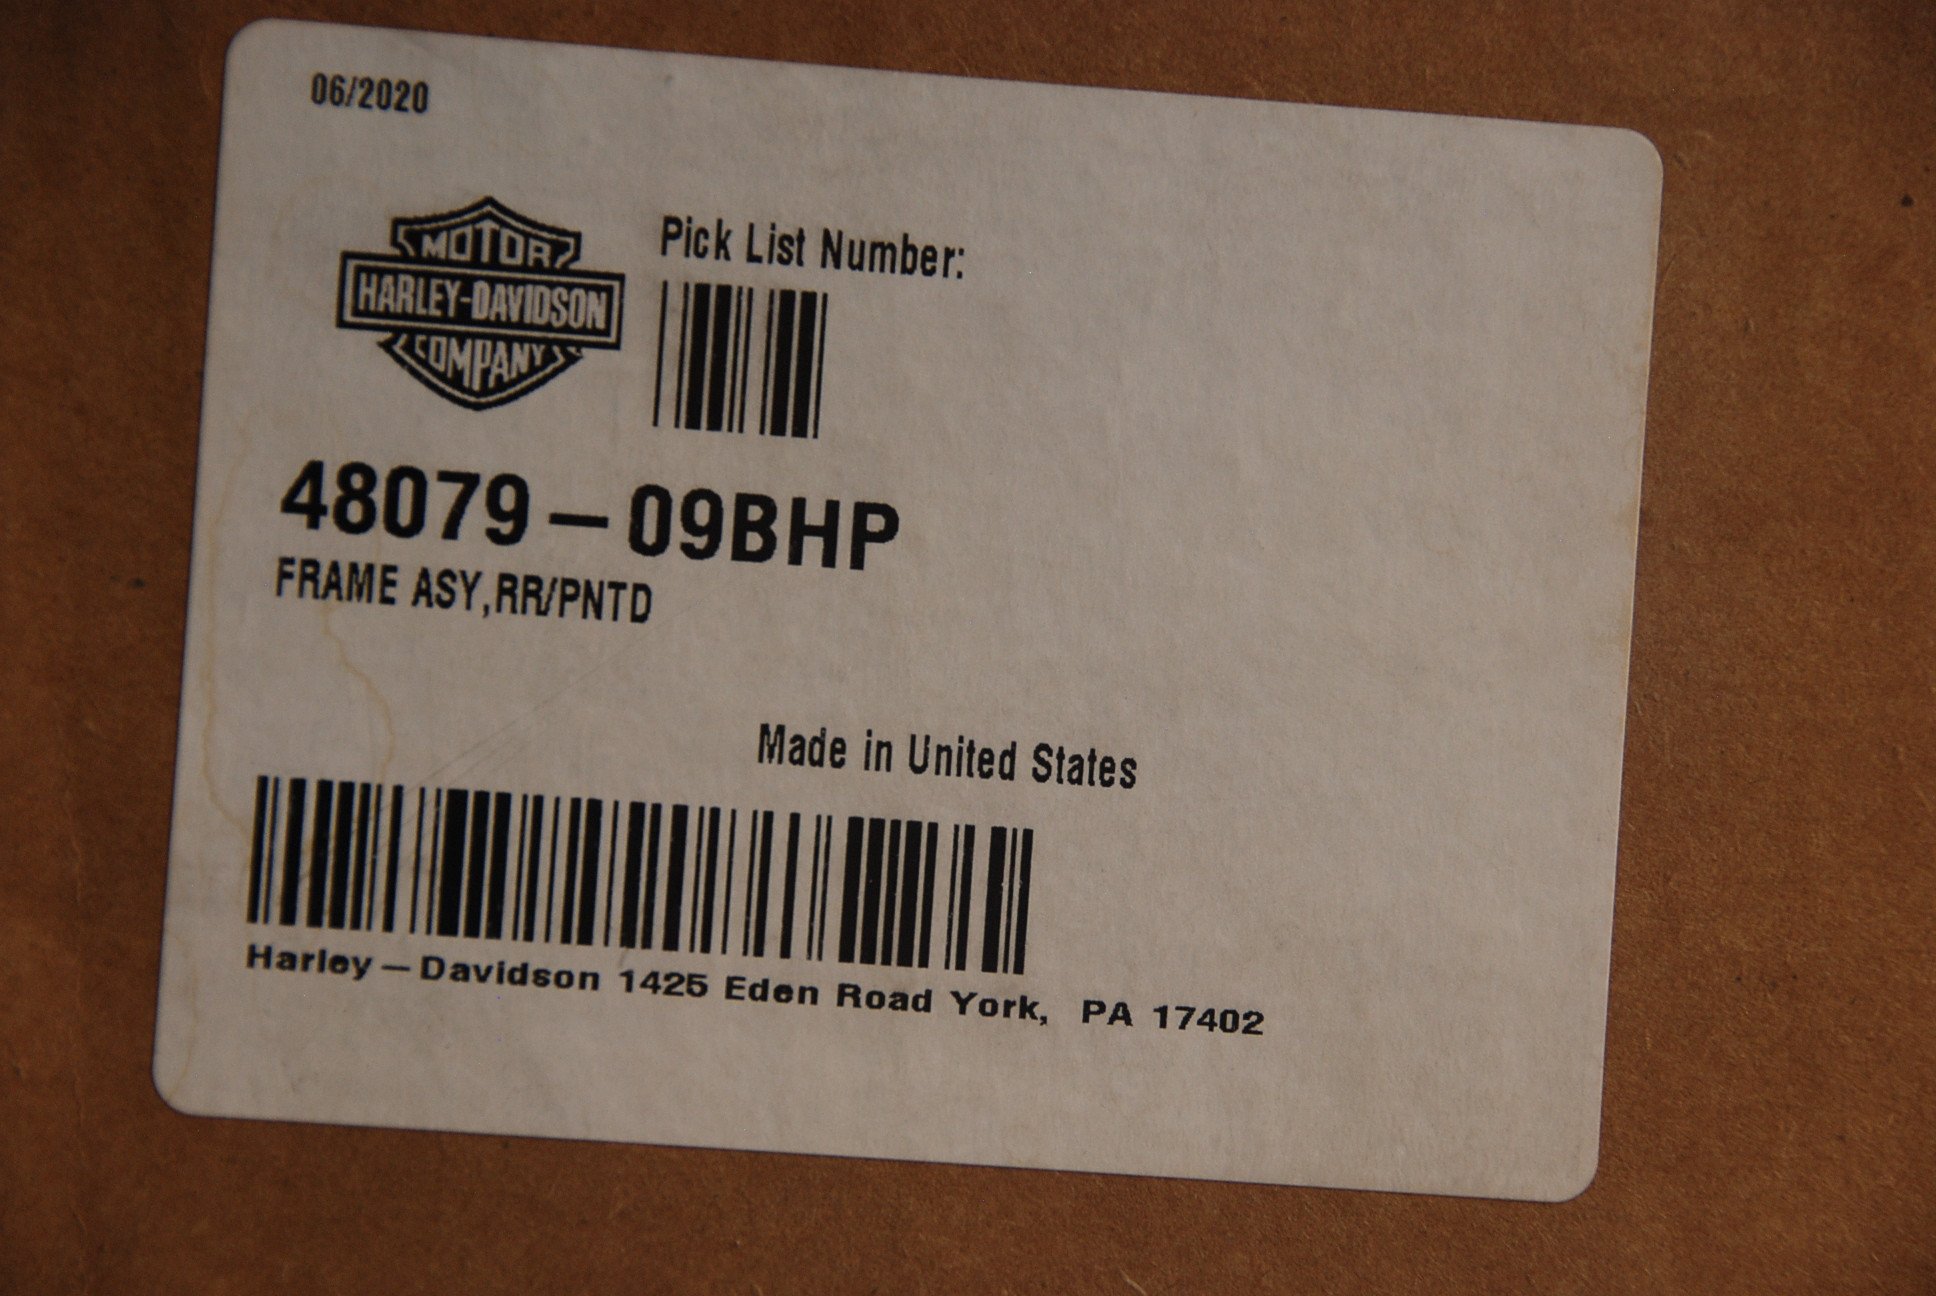 06/2020
MOTOR
HARLEY-DAVIDSON
COMPANY
Pick List Number:
48079-09BHP
FRAME ASY,RR/PNTD
Made in United States
Harley-Davidson 1425 Eden Road York, PA 17402